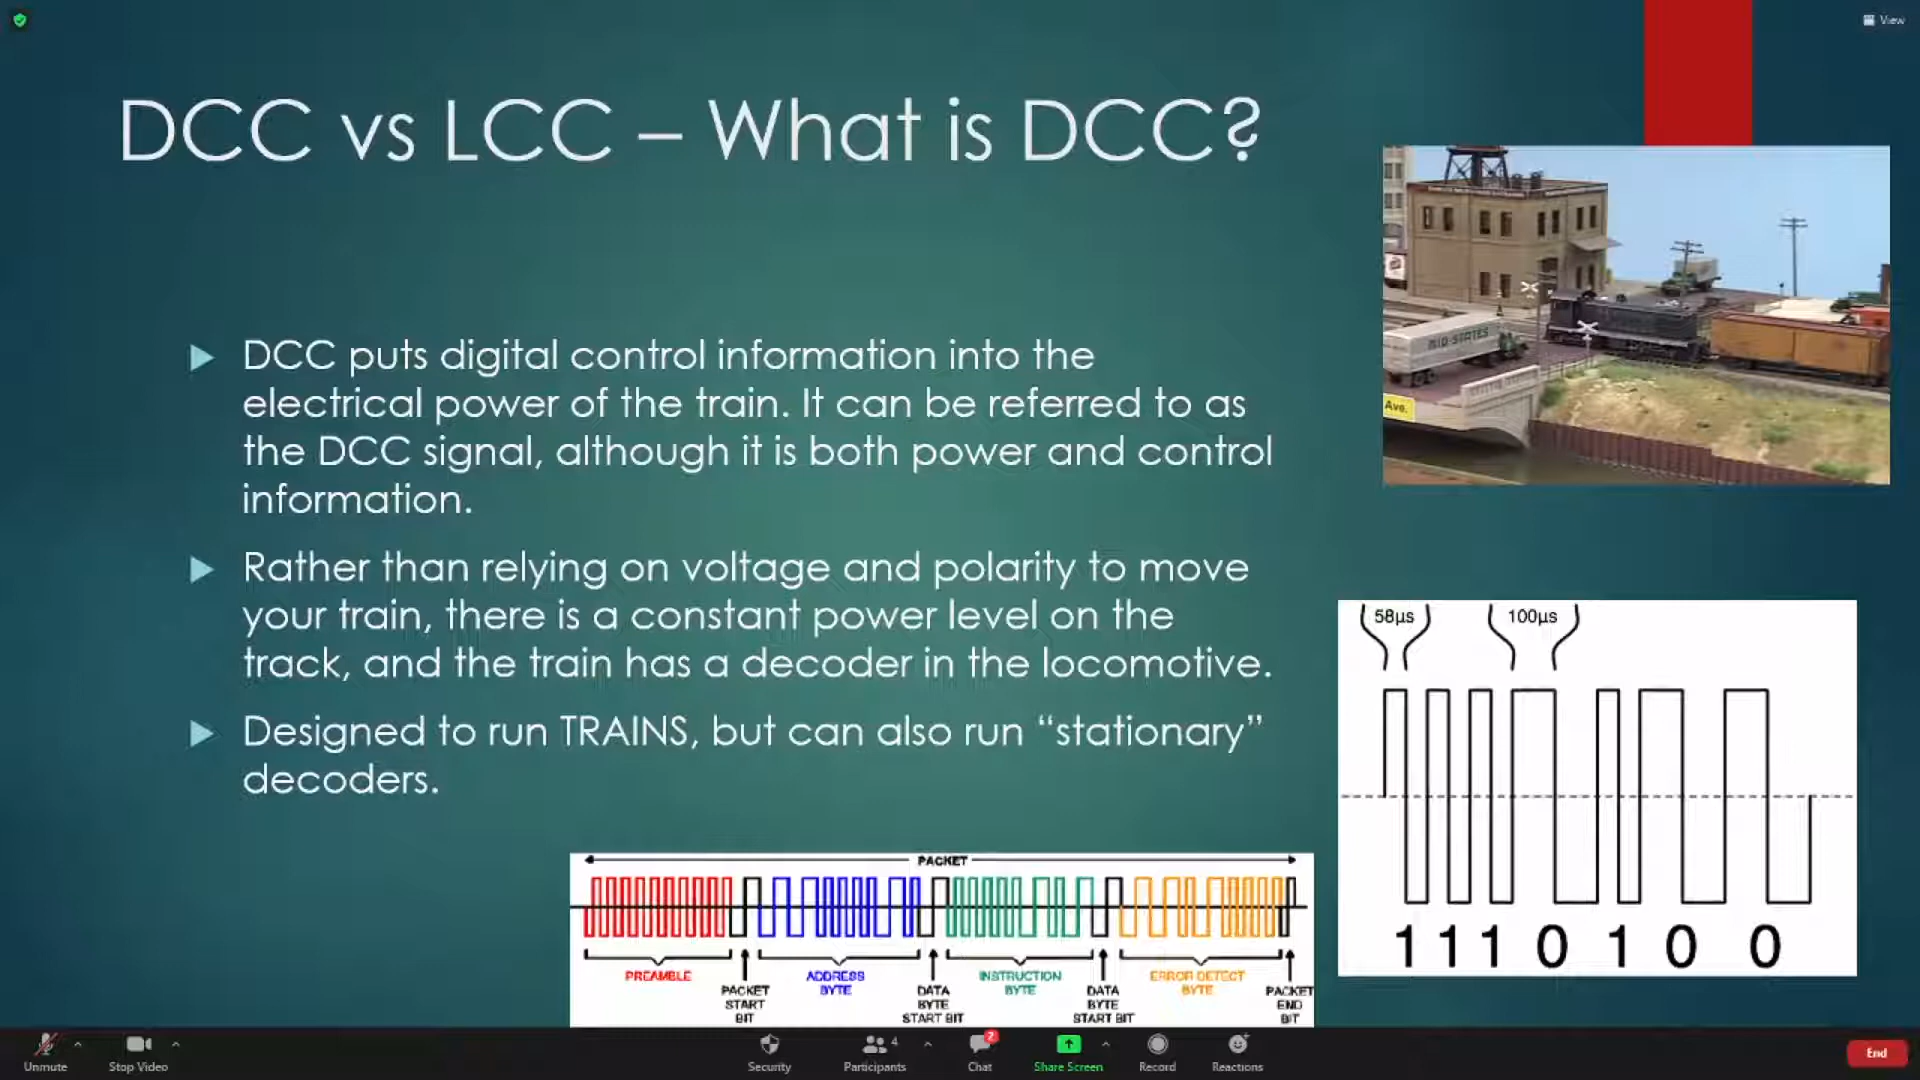 View
DCC vs LCC – What is DCC?
MID-STATES
Ave.
DCC puts digital control information into the
electrical power of the train. It can be referred to as
the DCC signal, although it is both power and control
information.
Rather than relying on voltage and polarity to move
your train, there is a constant power level on the
track, and the train has a decoder in the locomotive.
Designed to run TRAINS, but can also run “stationary”
decoders.
58µs 100µs
1 1 1 0 1 0 0
PACKET
PREAMBLE
PACKET
START
BIT
ADDRESS
BYTE
DATA
BYTE
START BIT
INSTRUCTION
BYTE
DATA
BYTE
START BIT
ERROR DETECT
BYTE
PACKET
END
BIT
Unmute
Stop Video
Security
Participants 4
Chat 2
Share Screen
Record
Reactions
End